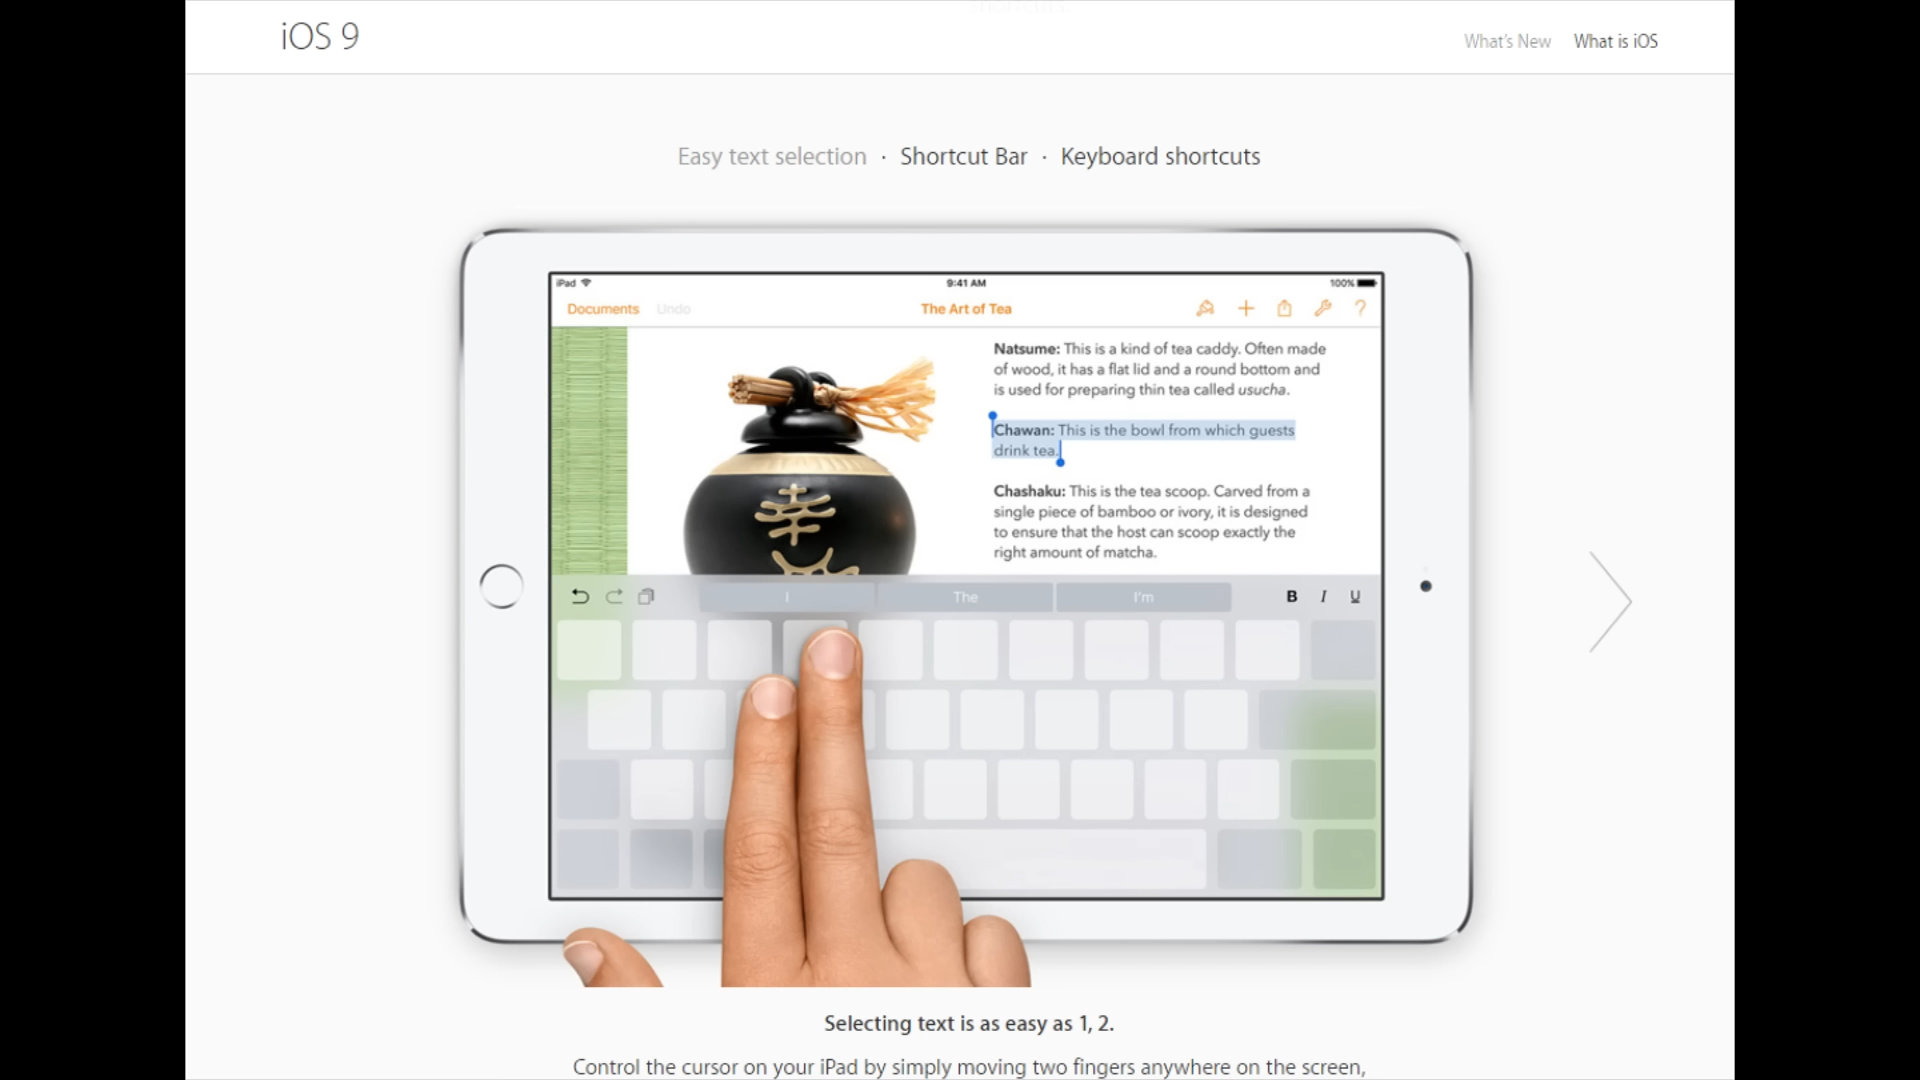 iOS 9
What's New
What is iOS
Easy text selection · Shortcut Bar · Keyboard shortcuts
iPad
9:41 AM
100%
Documents
Undo
The Art of Tea
?
Natsume: This is a kind of tea caddy. Often made
of wood, it has a flat lid and a round bottom and
is used for preparing thin tea called usucha.
Chawan: This is the bowl from which guests
drink tea.
Chashaku: This is the tea scoop. Carved from a
single piece of bamboo or ivory, it is designed
to ensure that the host can scoop exactly the
right amount of matcha.
幸
I
The
I'm
B
I
U
Selecting text is as easy as 1, 2.
Control the cursor on your iPad by simply moving two fingers anywhere on the screen,